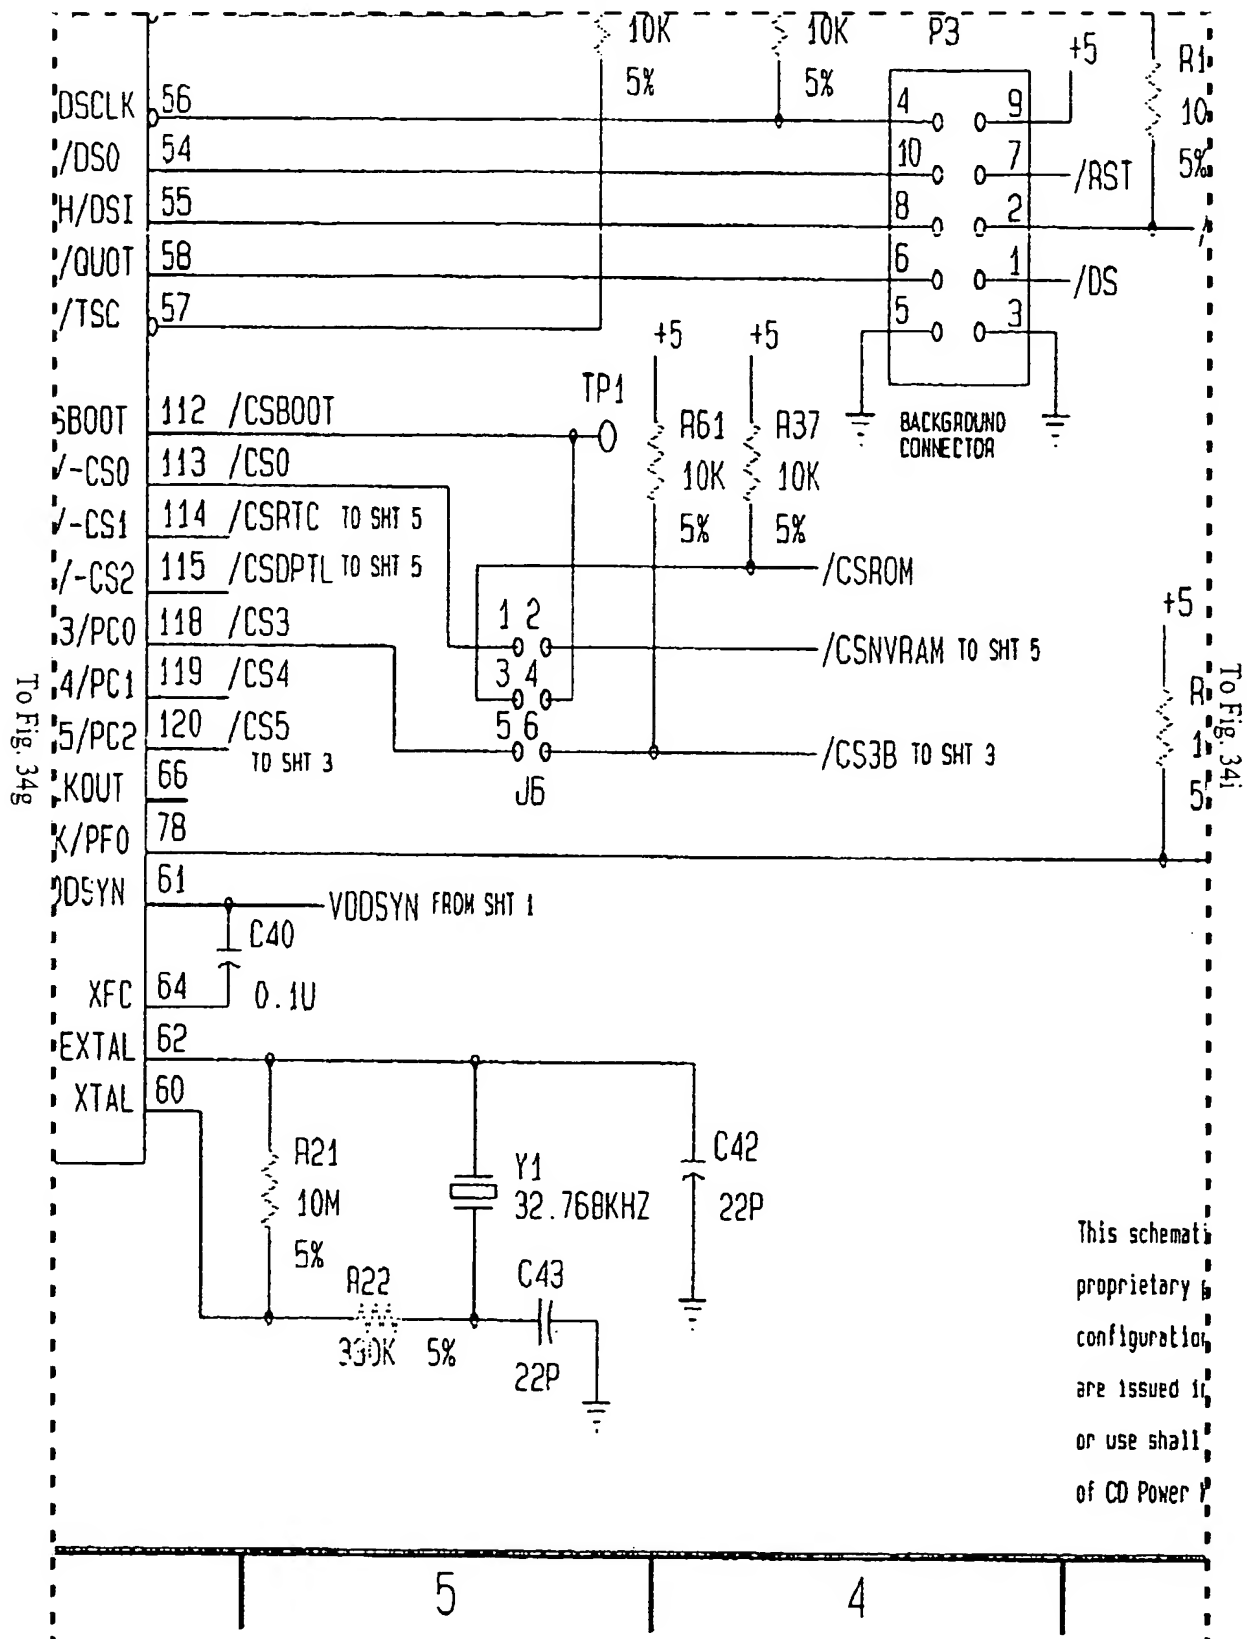 10K
5%
10K
5%
P3
+5
R1
10
5%
DSCLK 56
/DSO 54
H/DSI 55
/QUOT 58
/TSC 57
4 9
10 7 /RST
8 2
6 1 /DS
5 3
BACKGROUND
CONNECTOR
+5
+5
TP1
R61
10K
5%
R37
10K
5%
SBOOT 112 /CSBOOT
/-CS0 113 /CS0
/-CS1 114 /CSRTC TO SHT 5
/-CS2 115 /CSDPTL TO SHT 5
3/PC0 118 /CS3
4/PC1 119 /CS4
5/PC2 120 /CS5
TO SHT 3
KOUT 66
K/PF0 78
DDSYN 61
VDDSYN FROM SHT 1
/CSROM
1 2
/CSNVRAM TO SHT 5
3 4
5 6
/CS3B TO SHT 3
J6
+5
R
1
5
To Fig. 34g
To Fig. 34i
C40
0.1U
XFC 64
EXTAL 62
XTAL 60
R21
10M
5%
Y1
32.768KHZ
C42
22P
R22
330K 5%
C43
22P
This schemati
proprietary
configuration
are issued in
or use shall
of CD Power
5
4